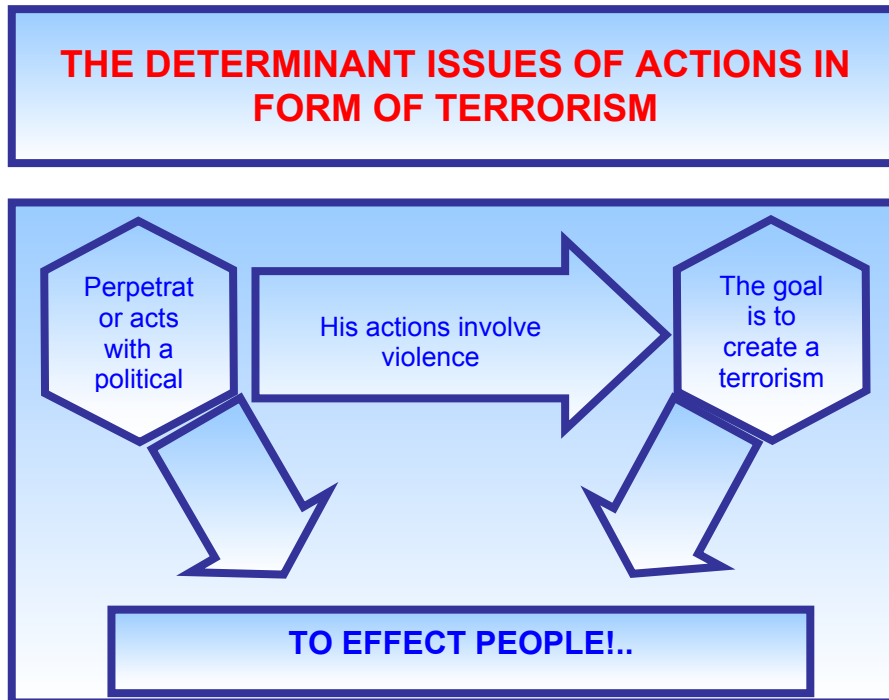 THE DETERMINANT ISSUES OF ACTIONS IN
FORM OF TERRORISM
Perpetrat
or acts
with a
political
His actions involve
violence
The goal
is to
create a
terrorism
TO EFFECT PEOPLE!..